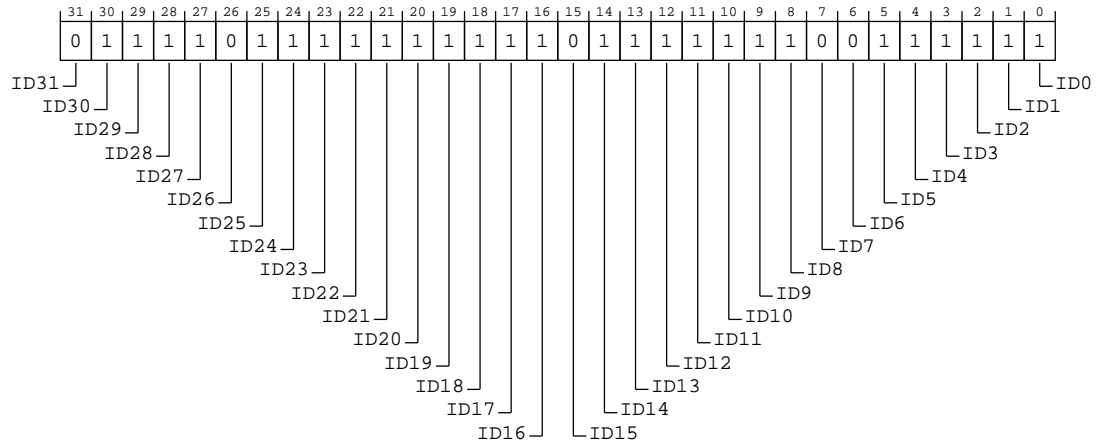 31 30 29 28 27 26 25 24 23 22 21 20 19 18 17 16 15 14 13 12 11 10 9 8 7 6 5 4 3 2 1 0
0 1 1 1 1 0 1 1 1 1 1 1 1 1 1 1 0 1 1 1 1 1 1 1 0 0 1 1 1 1 1 1
ID31 ID0
ID30 ID1
ID29 ID2
ID28 ID3
ID27 ID4
ID26 ID5
ID25 ID6
ID24 ID7
ID23 ID8
ID22 ID9
ID21 ID10
ID20 ID11
ID19 ID12
ID18 ID13
ID17 ID14
ID16 ID15